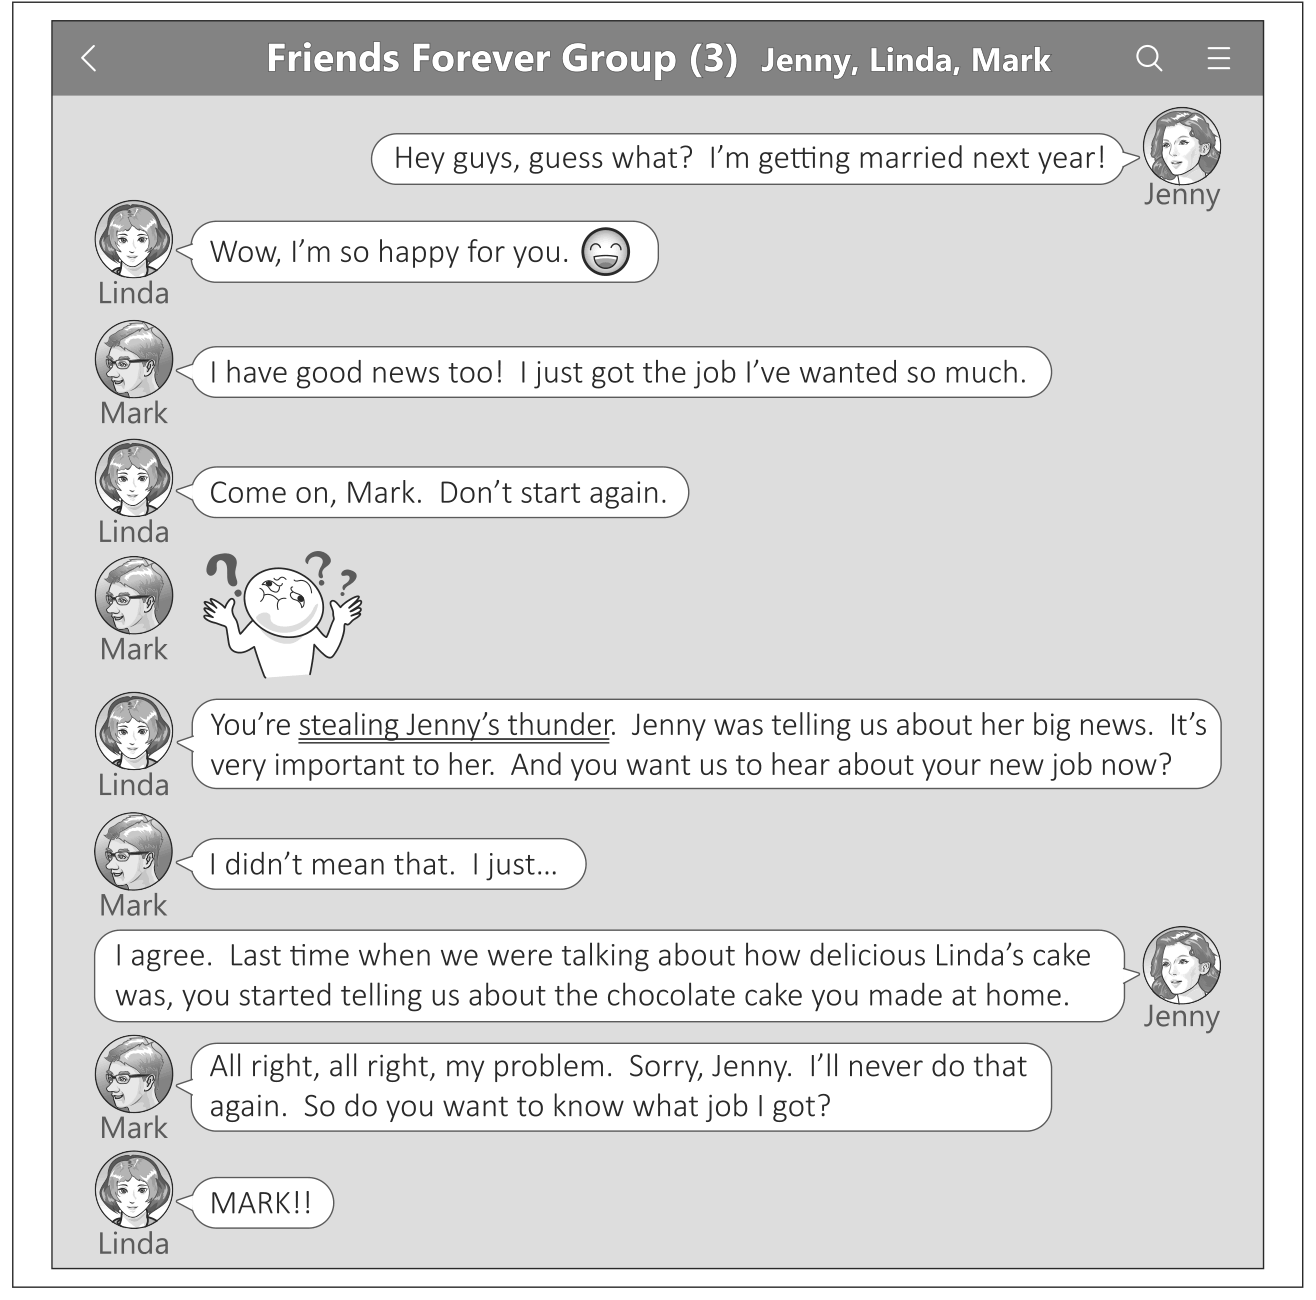 Friends Forever Group (3) Jenny, Linda, Mark
Hey guys, guess what? I'm getting married next year!
Jenny
Wow, I'm so happy for you.
Linda
I have good news too! I just got the job I've wanted so much.
Mark
Come on, Mark. Don't start again.
Linda
? ? ?
Mark
You're stealing Jenny's thunder. Jenny was telling us about her big news. It's
very important to her. And you want us to hear about your new job now?
Linda
I didn't mean that. I just...
Mark
I agree. Last time when we were talking about how delicious Linda's cake
was, you started telling us about the chocolate cake you made at home.
Jenny
All right, all right, my problem. Sorry, Jenny. I'll never do that
again. So do you want to know what job I got?
Mark
MARK!!
Linda